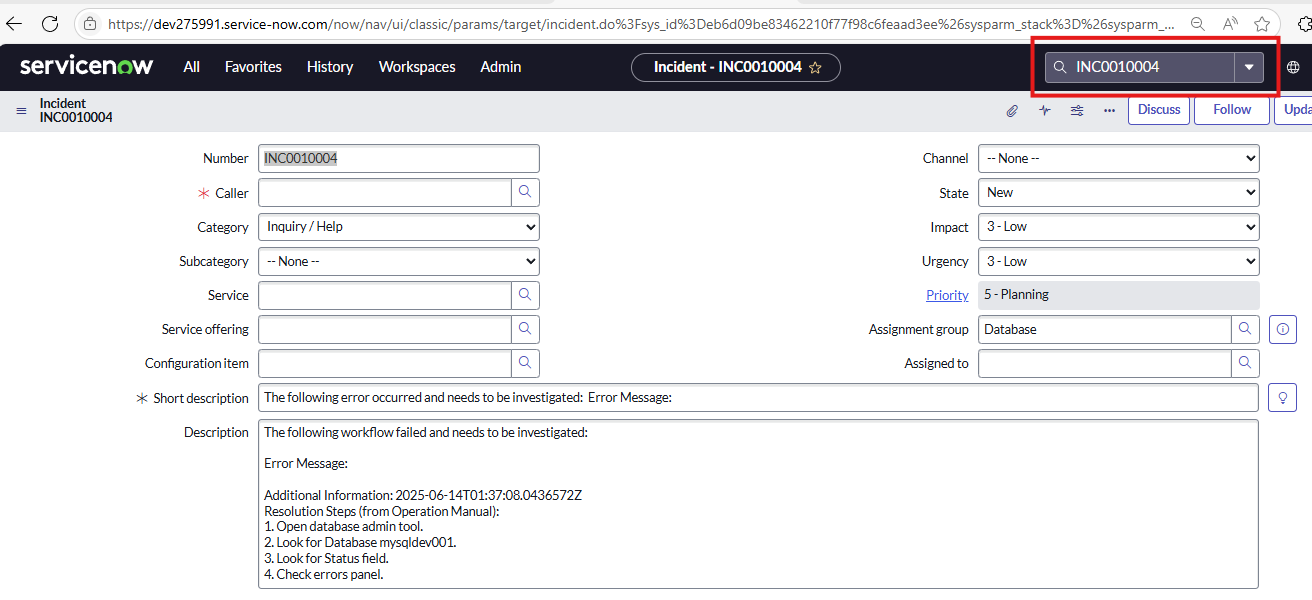 https://dev275991.service-now.com/now/nav/ui/classic/params/target/incident.do%3Fsys_id%3Deb6d09be83462210f77f98c6feaad3ee%26sysparm_stack%3D%26sysparm_...
servicenow All Favorites History Workspaces Admin Incident - INC0010004 INC0010004
Incident
INC0010004
Discuss Follow Upda
Number INC0010004 Channel -- None --
* Caller State New
Category Inquiry / Help Impact 3 - Low
Subcategory -- None -- Urgency 3 - Low
Service Priority 5 - Planning
Service offering Assignment group Database
Configuration item Assigned to
* Short description The following error occurred and needs to be investigated: Error Message:
Description The following workflow failed and needs to be investigated:
Error Message:
Additional Information: 2025-06-14T01:37:08.0436572Z
Resolution Steps (from Operation Manual):
1. Open database admin tool.
2. Look for Database mysqldev001.
3. Look for Status field.
4. Check errors panel.